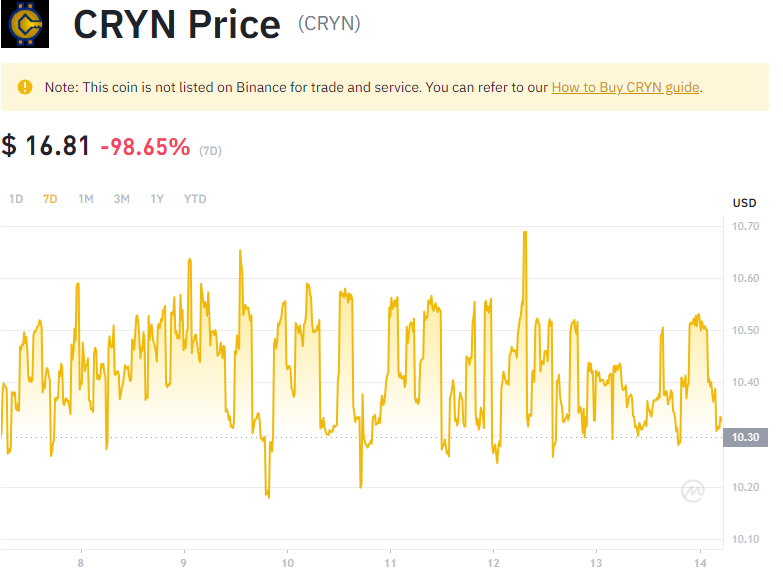 CRYN Price (CRYN)
Note: This coin is not listed on Binance for trade and service. You can refer to our How to Buy CRYN guide.
$ 16.81 -98.65% (7D)
1D 7D 1M 3M 1Y YTD
USD
10.70
10.60
10.50
10.40
10.30
10.20
10.10
8 9 10 11 12 13 14